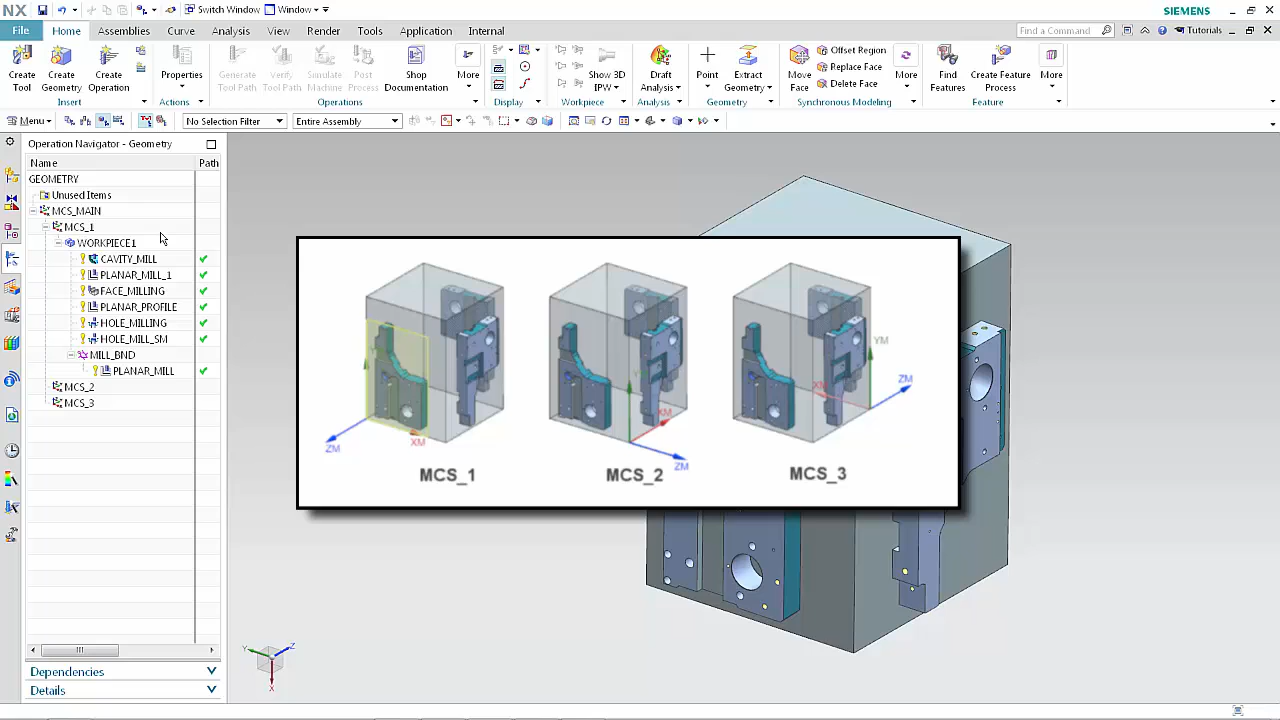 NX
Switch Window
Window
SIEMENS
File
Home
Assemblies
Curve
Analysis
View
Render
Tools
Application
Internal
Find a Command
Tutorials
Create Tool
Create Geometry
Create Operation
Properties
Generate Tool Path
Verify Tool Path
Simulate Machine
Post Process
Shop Documentation
More
Show 3D IPW
Draft Analysis
Point
Extract Geometry
Move Face
Offset Region
Replace Face
Delete Face
More
Find Features
Create Feature Process
More
Insert
Actions
Operations
Display
Workpiece
Analysis
Geometry
Synchronous Modeling
Feature
Menu
No Selection Filter
Entire Assembly
Operation Navigator - Geometry
Name
Path
GEOMETRY
Unused Items
MCS_MAIN
MCS_1
WORKPIECE1
CAVITY_MILL
PLANAR_MILL_1
FACE_MILLING
PLANAR_PROFILE
HOLE_MILLING
HOLE_MILL_SM
MILL_BND
PLANAR_MILL
MCS_2
MCS_3
ZM
XM
MCS_1
XM
ZM
MCS_2
YM
XM
ZM
MCS_3
Y
Z
X
Dependencies
Details